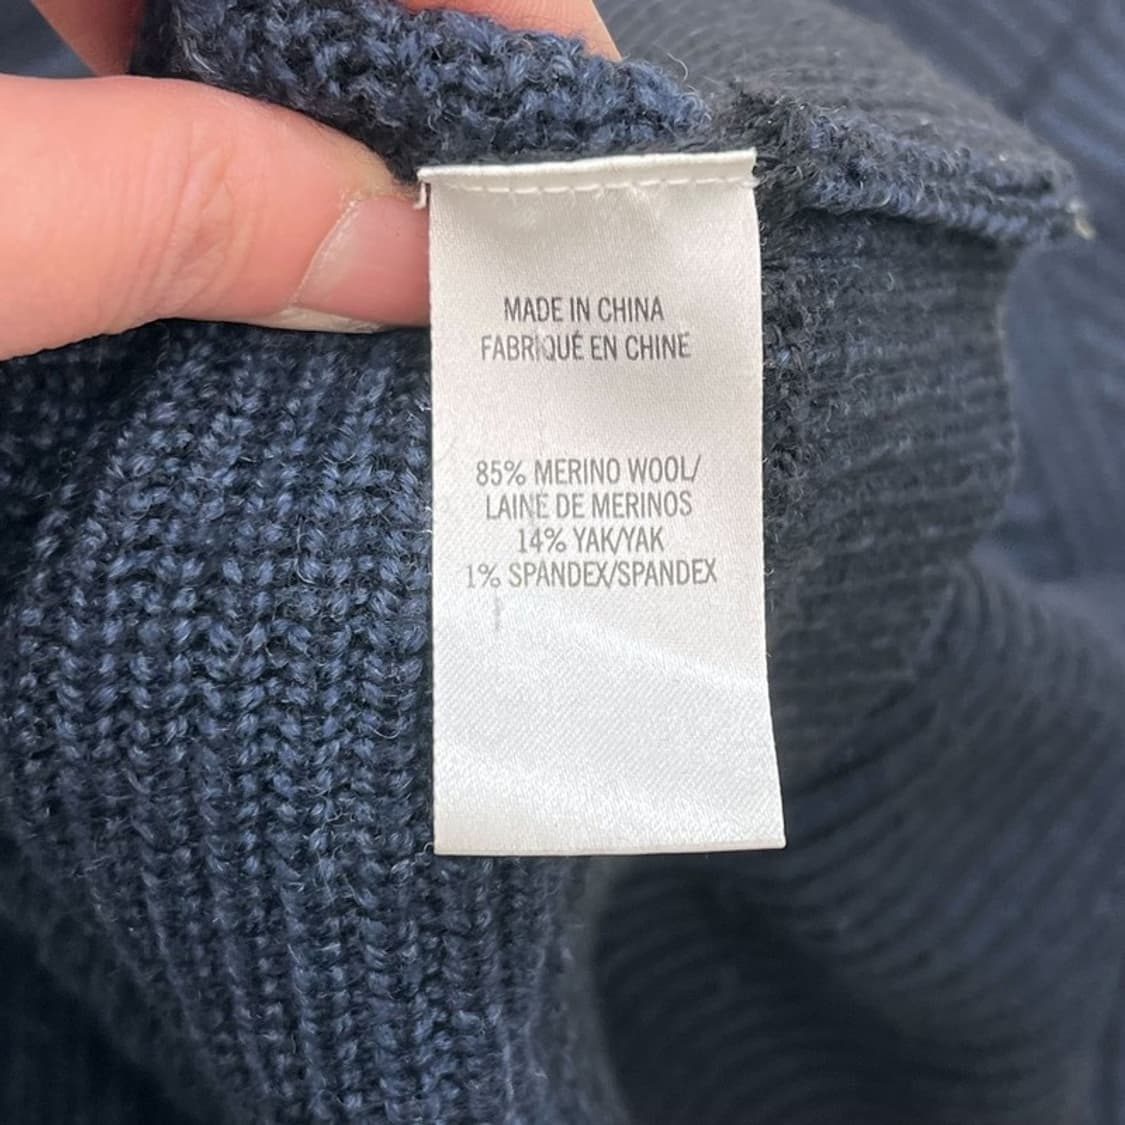 MADE IN CHINA
FABRIQUÉ EN CHINE
85% MERINO WOOL/
LAINE DE MERINOS
14% YAK/YAK
1% SPANDEX/SPANDEX